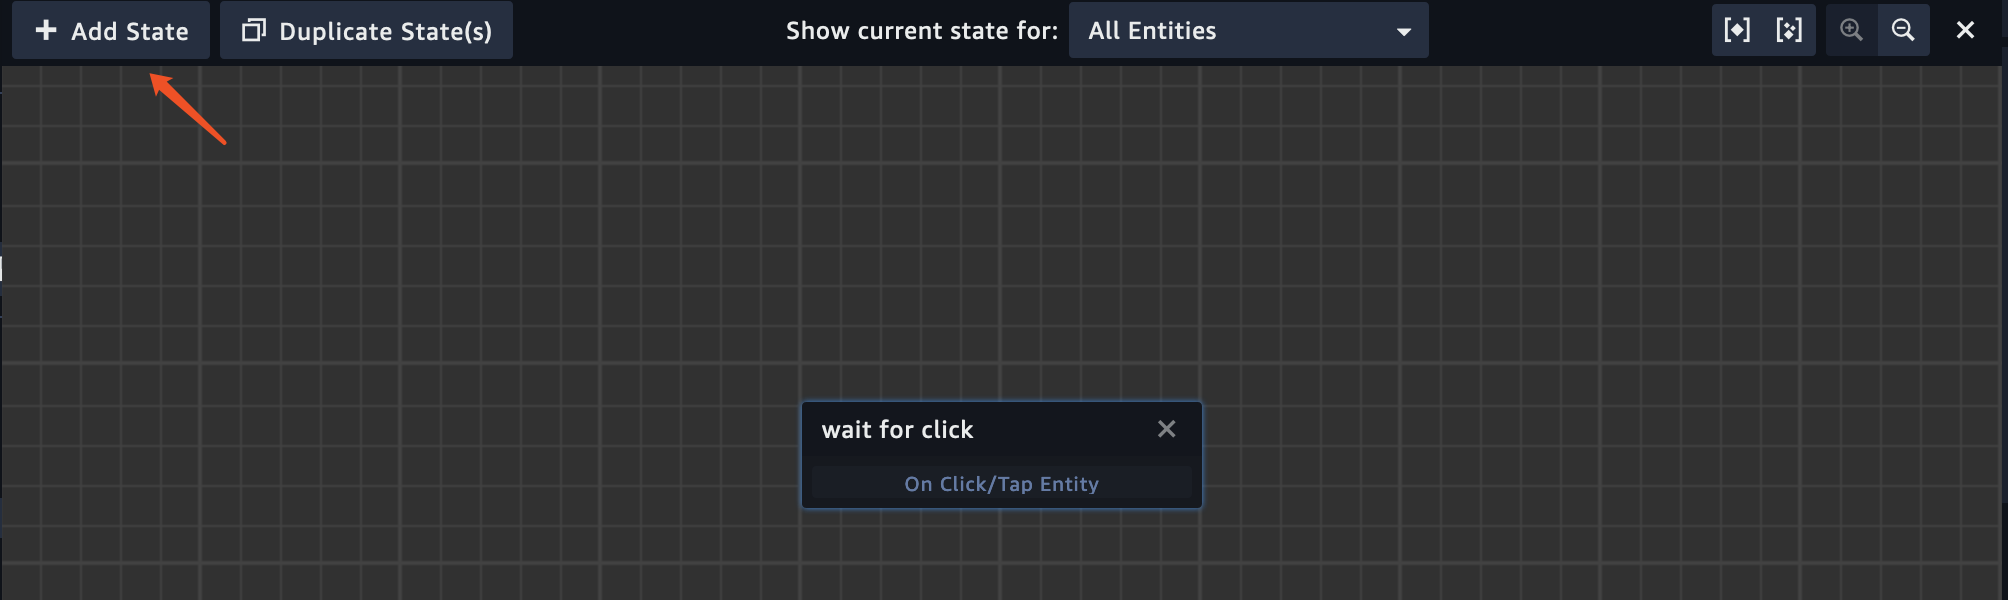 Add State
Duplicate State(s)
Show current state for:
All Entities
wait for click
On Click/Tap Entity